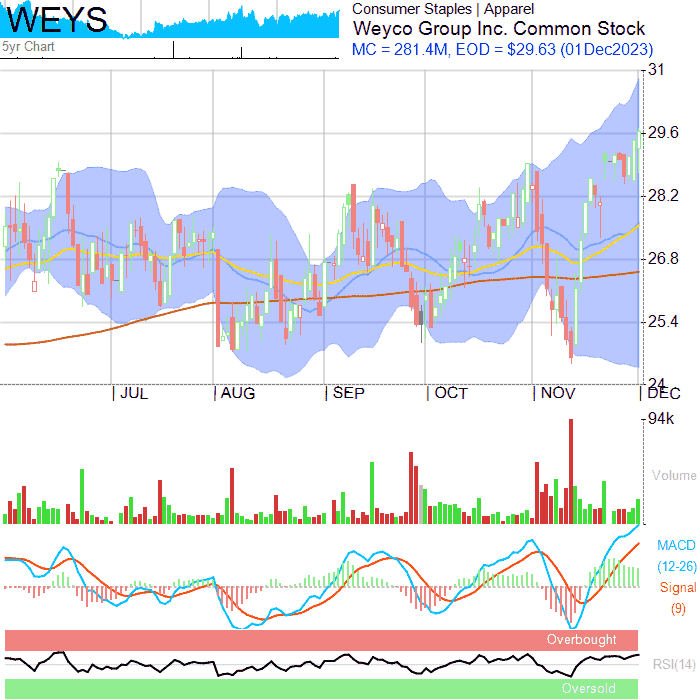 WEYS
Consumer Staples | Apparel
Weyco Group Inc. Common Stock
5yr Chart
MC = 281.4M, EOD = $29.63 (01Dec2023)
31
29.6
28.2
26.8
25.4
24
JUL AUG SEP OCT NOV DEC
94k
Volume
MACD
(12-26)
Signal
(9)
Overbought
RSI(14)
Oversold